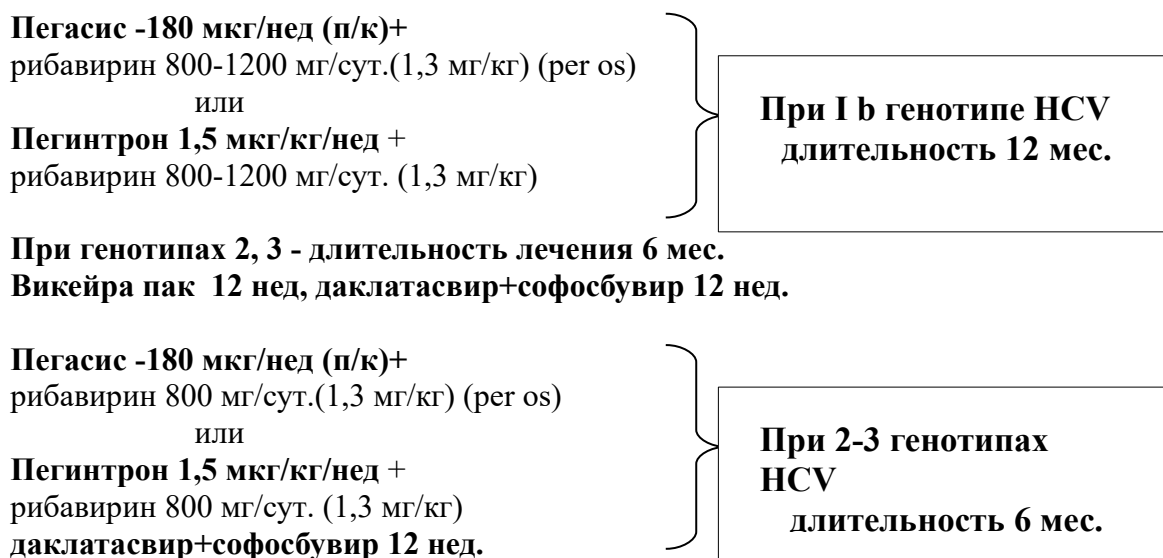 Пегасис -180 мкг/нед (п/к)+
рибавирин 800-1200 мг/сут.(1,3 мг/кг) (per os)
или
Пегинтрон 1,5 мкг/кг/нед +
рибавирин 800-1200 мг/сут. (1,3 мг/кг)
При I b генотипе HCV
длительность 12 мес.
При генотипах 2, 3 - длительность лечения 6 мес.
Викейра пак 12 нед, даклатасвир+софосбувир 12 нед.
Пегасис -180 мкг/нед (п/к)+
рибавирин 800 мг/сут.(1,3 мг/кг) (per os)
или
Пегинтрон 1,5 мкг/кг/нед +
рибавирин 800 мг/сут. (1,3 мг/кг)
даклатасвир+софосбувир 12 нед.
При 2-3 генотипах
HCV
длительность 6 мес.